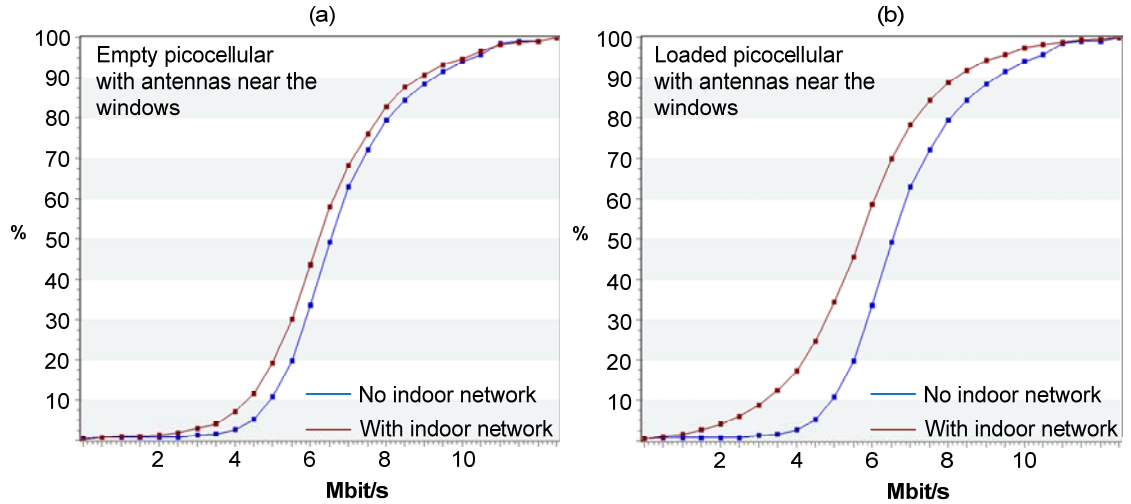 (a)
Empty picocellular
with antennas near the
windows
100
90
80
70
60
50
40
30
20
10
%
2
4
6
8
10
Mbit/s
No indoor network
With indoor network
(b)
Loaded picocellular
with antennas near the
windows
100
90
80
70
60
50
40
30
20
10
%
2
4
6
8
10
Mbit/s
No indoor network
With indoor network